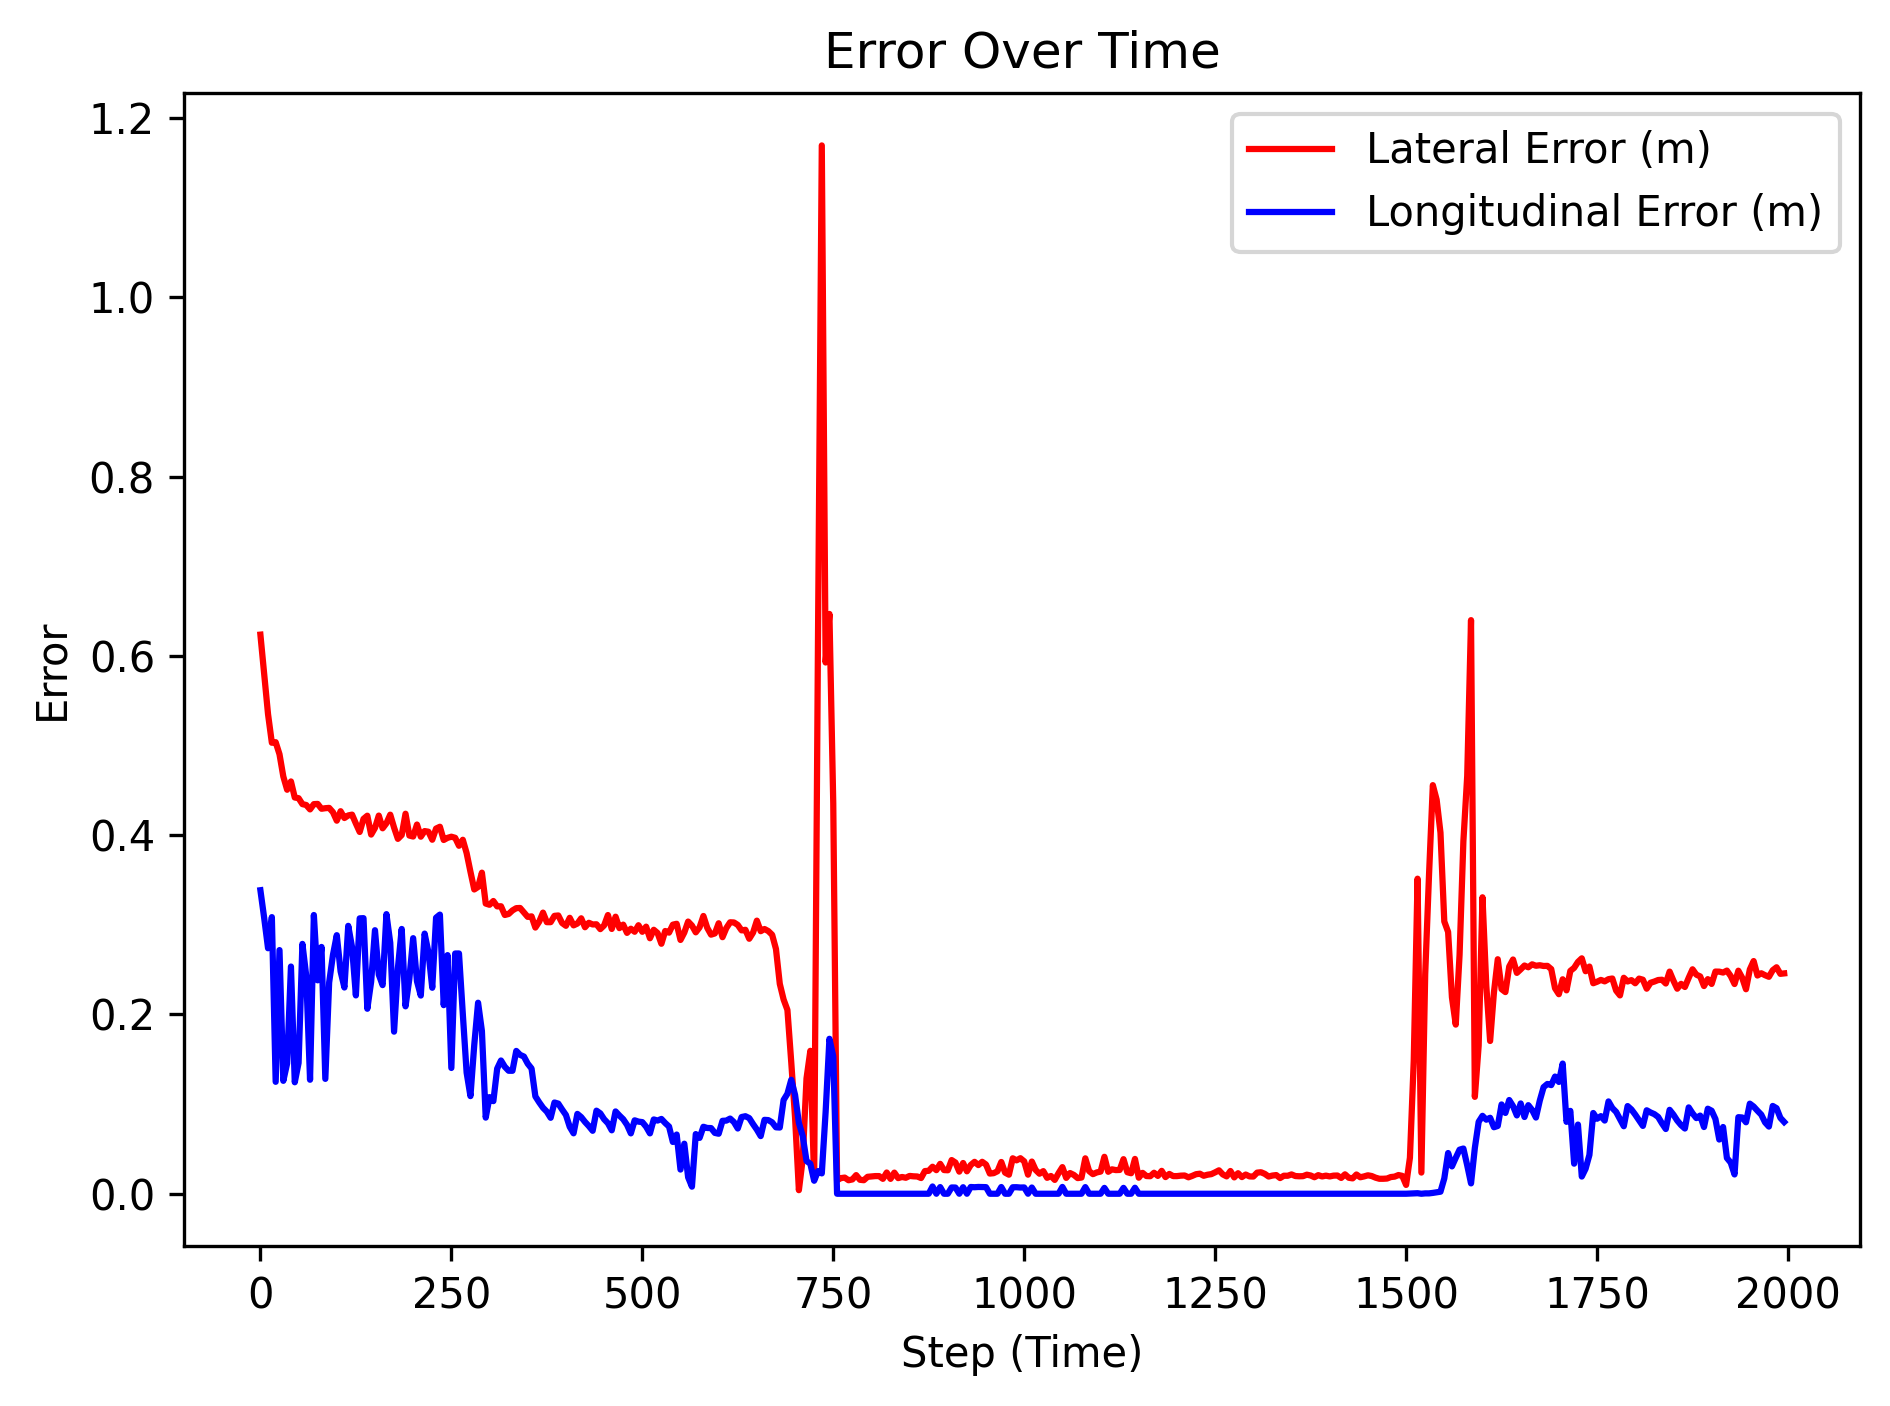 Error Over Time
Lateral Error (m)
Longitudinal Error (m)
Error
1.2
1.0
0.8
0.6
0.4
0.2
0.0
0 250 500 750 1000 1250 1500 1750 2000
Step (Time)